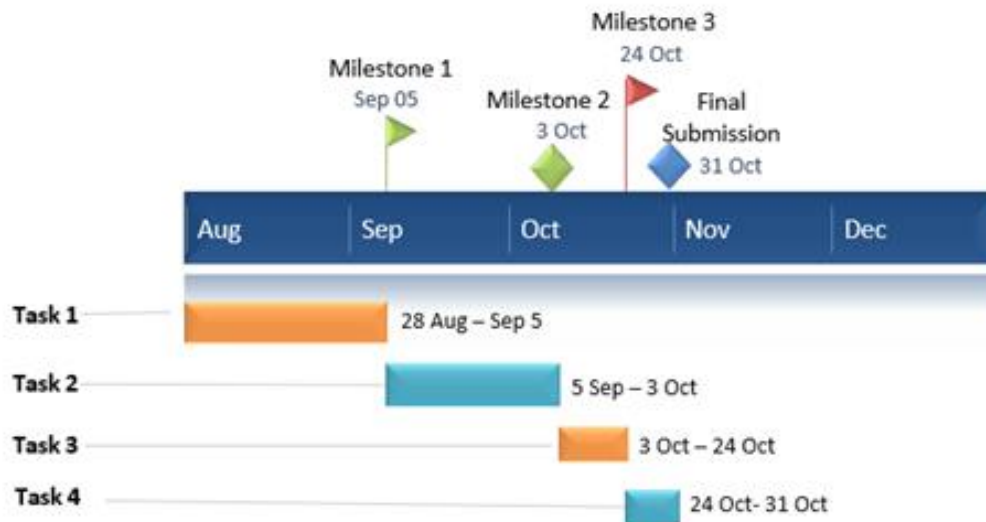 Milestone 3
24 Oct
Milestone 1
Sep 05
Milestone 2
3 Oct
Final
Submission
31 Oct
Aug Sep Oct Nov Dec
Task 1 28 Aug – Sep 5
Task 2 5 Sep – 3 Oct
Task 3 3 Oct – 24 Oct
Task 4 24 Oct- 31 Oct